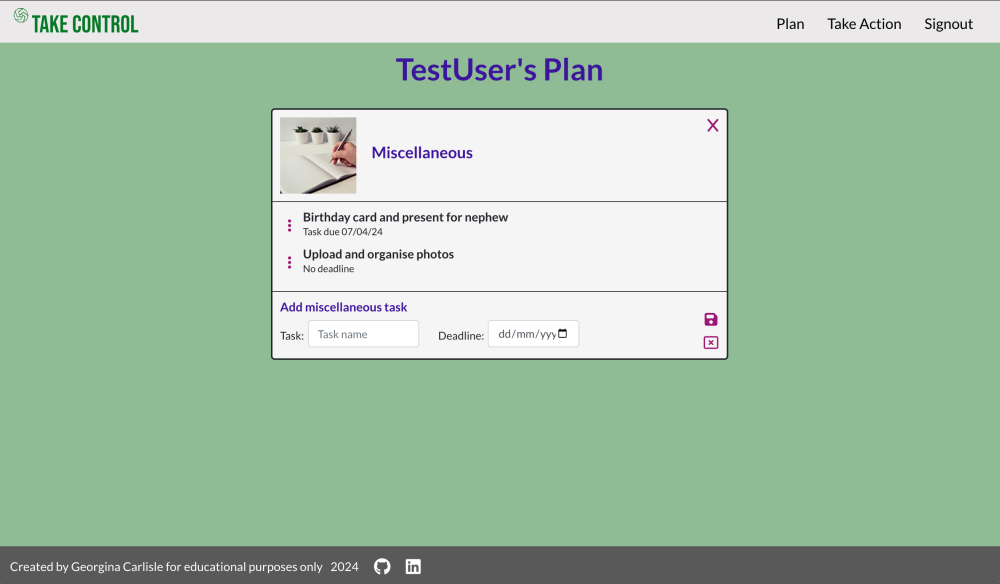 TAKE CONTROL
Plan Take Action Signout
TestUser's Plan
X
Miscellaneous
Birthday card and present for nephew
Task due 07/04/24
Upload and organise photos
No deadline
Add miscellaneous task
Task: Task name Deadline: dd/mm/yyy
Created by Georgina Carlisle for educational purposes only 2024